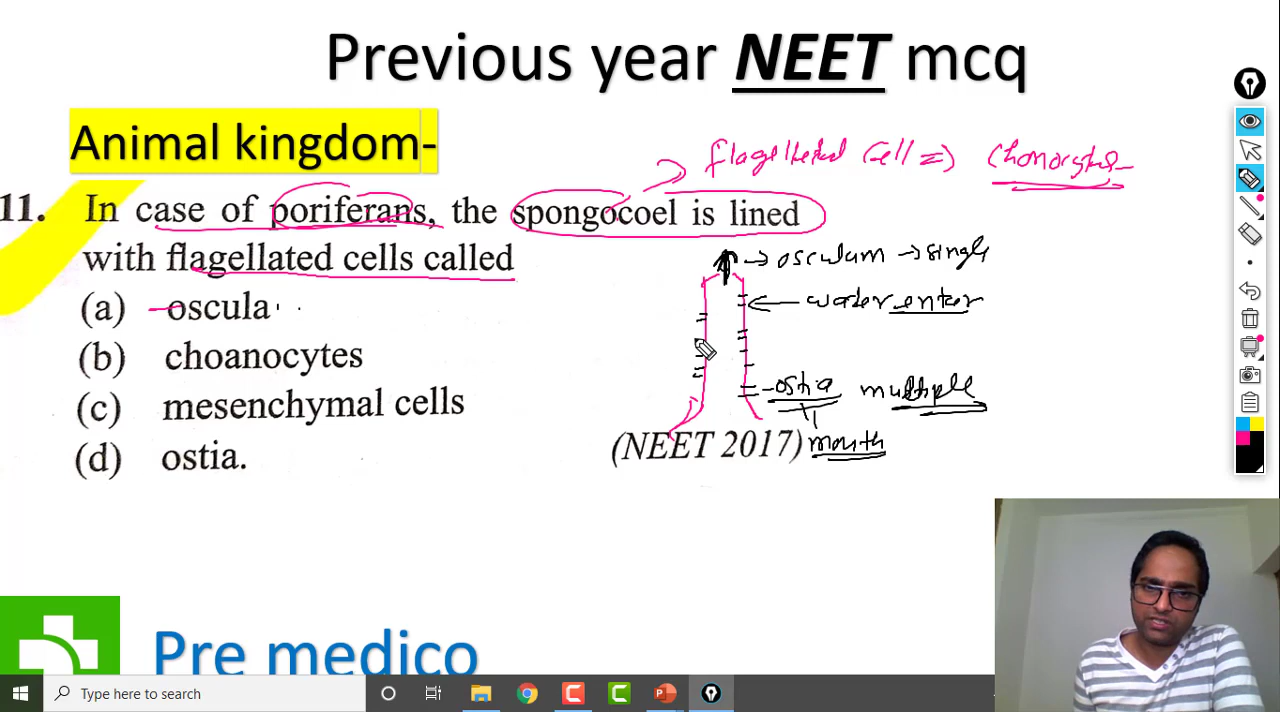 Previous year NEET mcq
Animal kingdom-
flagellated cell =>
11. In case of poriferans, the spongocoel is lined
with flagellated cells called
→ osculum → single
(a) oscula
← water enter
(b) choanocytes
ostia multiple
(c) mesenchymal cells
(NEET 2017) mouth
(d) ostia.
Pre medico
Type here to search